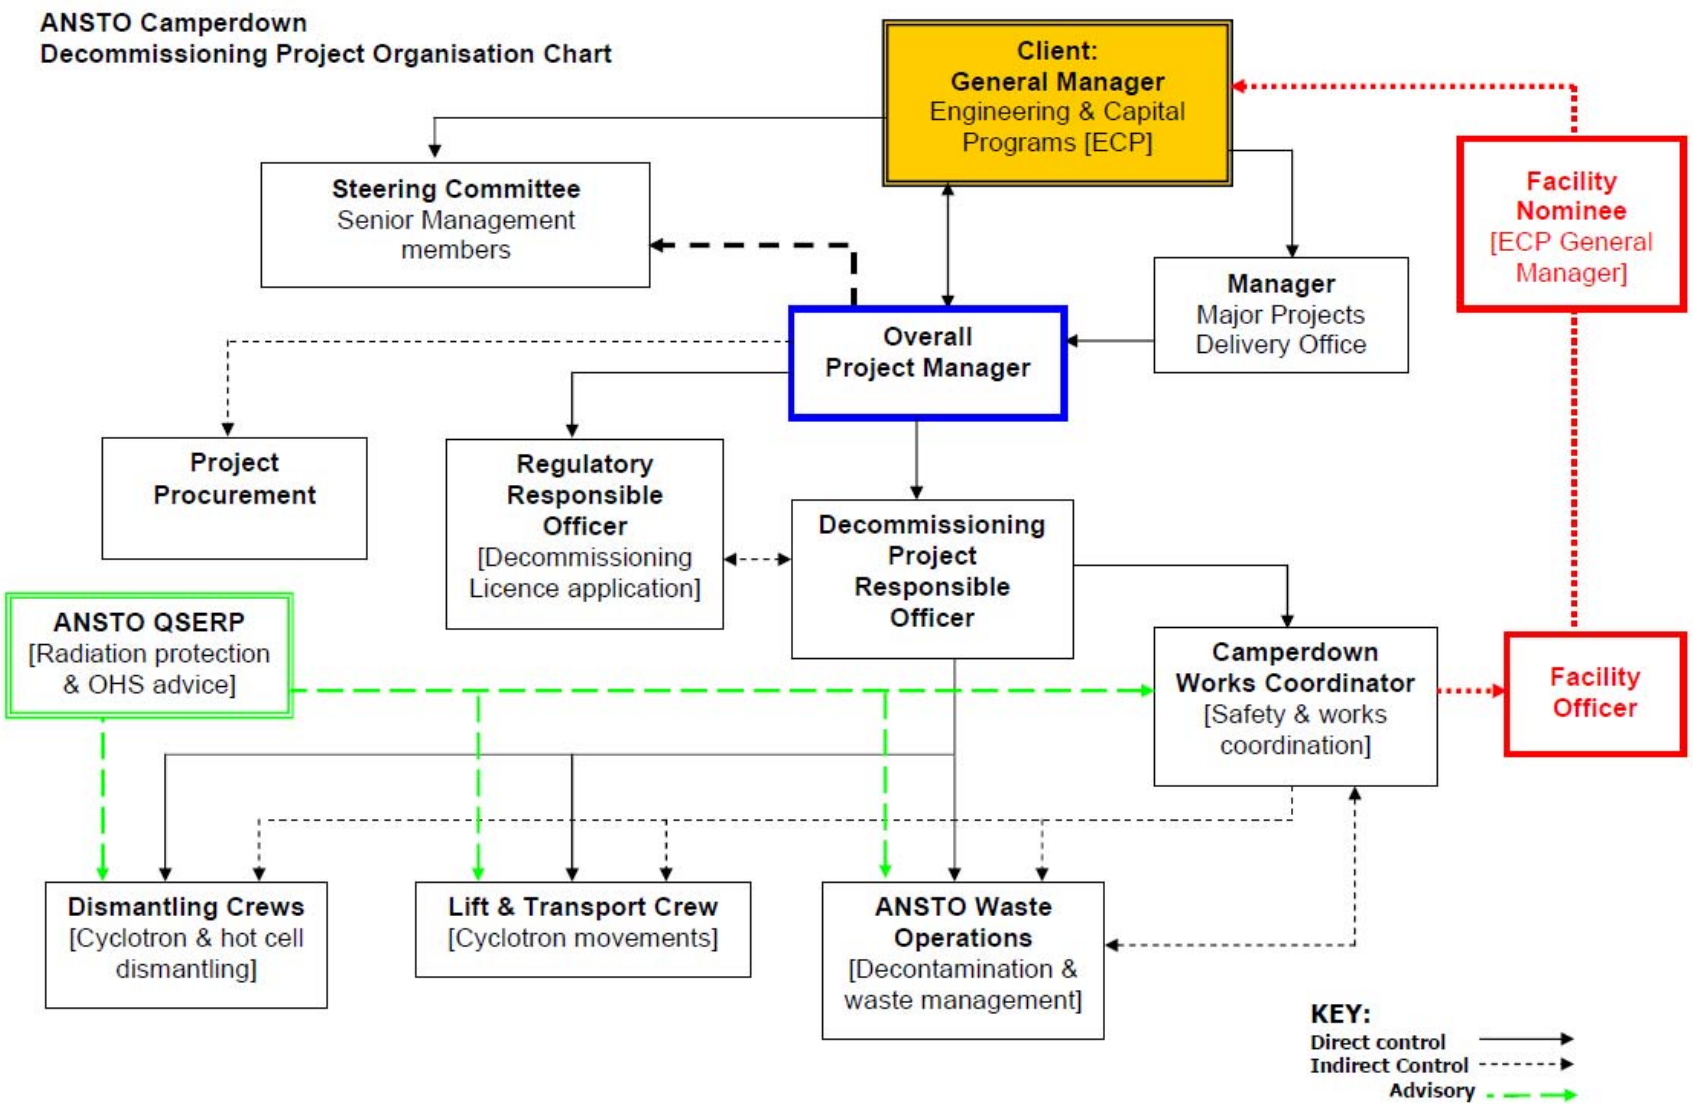 ANSTO Camperdown
Decommissioning Project Organisation Chart
Client:
General Manager
Engineering & Capital
Programs [ECP]
Steering Committee
Senior Management
members
Facility
Nominee
[ECP General
Manager]
Manager
Major Projects
Delivery Office
Overall
Project Manager
Project
Procurement
Regulatory
Responsible
Officer
[Decommissioning
Licence application]
Decommissioning
Project
Responsible
Officer
ANSTO QSERP
[Radiation protection
& OHS advice]
Camperdown
Works Coordinator
[Safety & works
coordination]
Facility
Officer
Dismantling Crews
[Cyclotron & hot cell
dismantling]
Lift & Transport Crew
[Cyclotron movements]
ANSTO Waste
Operations
[Decontamination &
waste management]
KEY:
Direct control
Indirect Control
Advisory